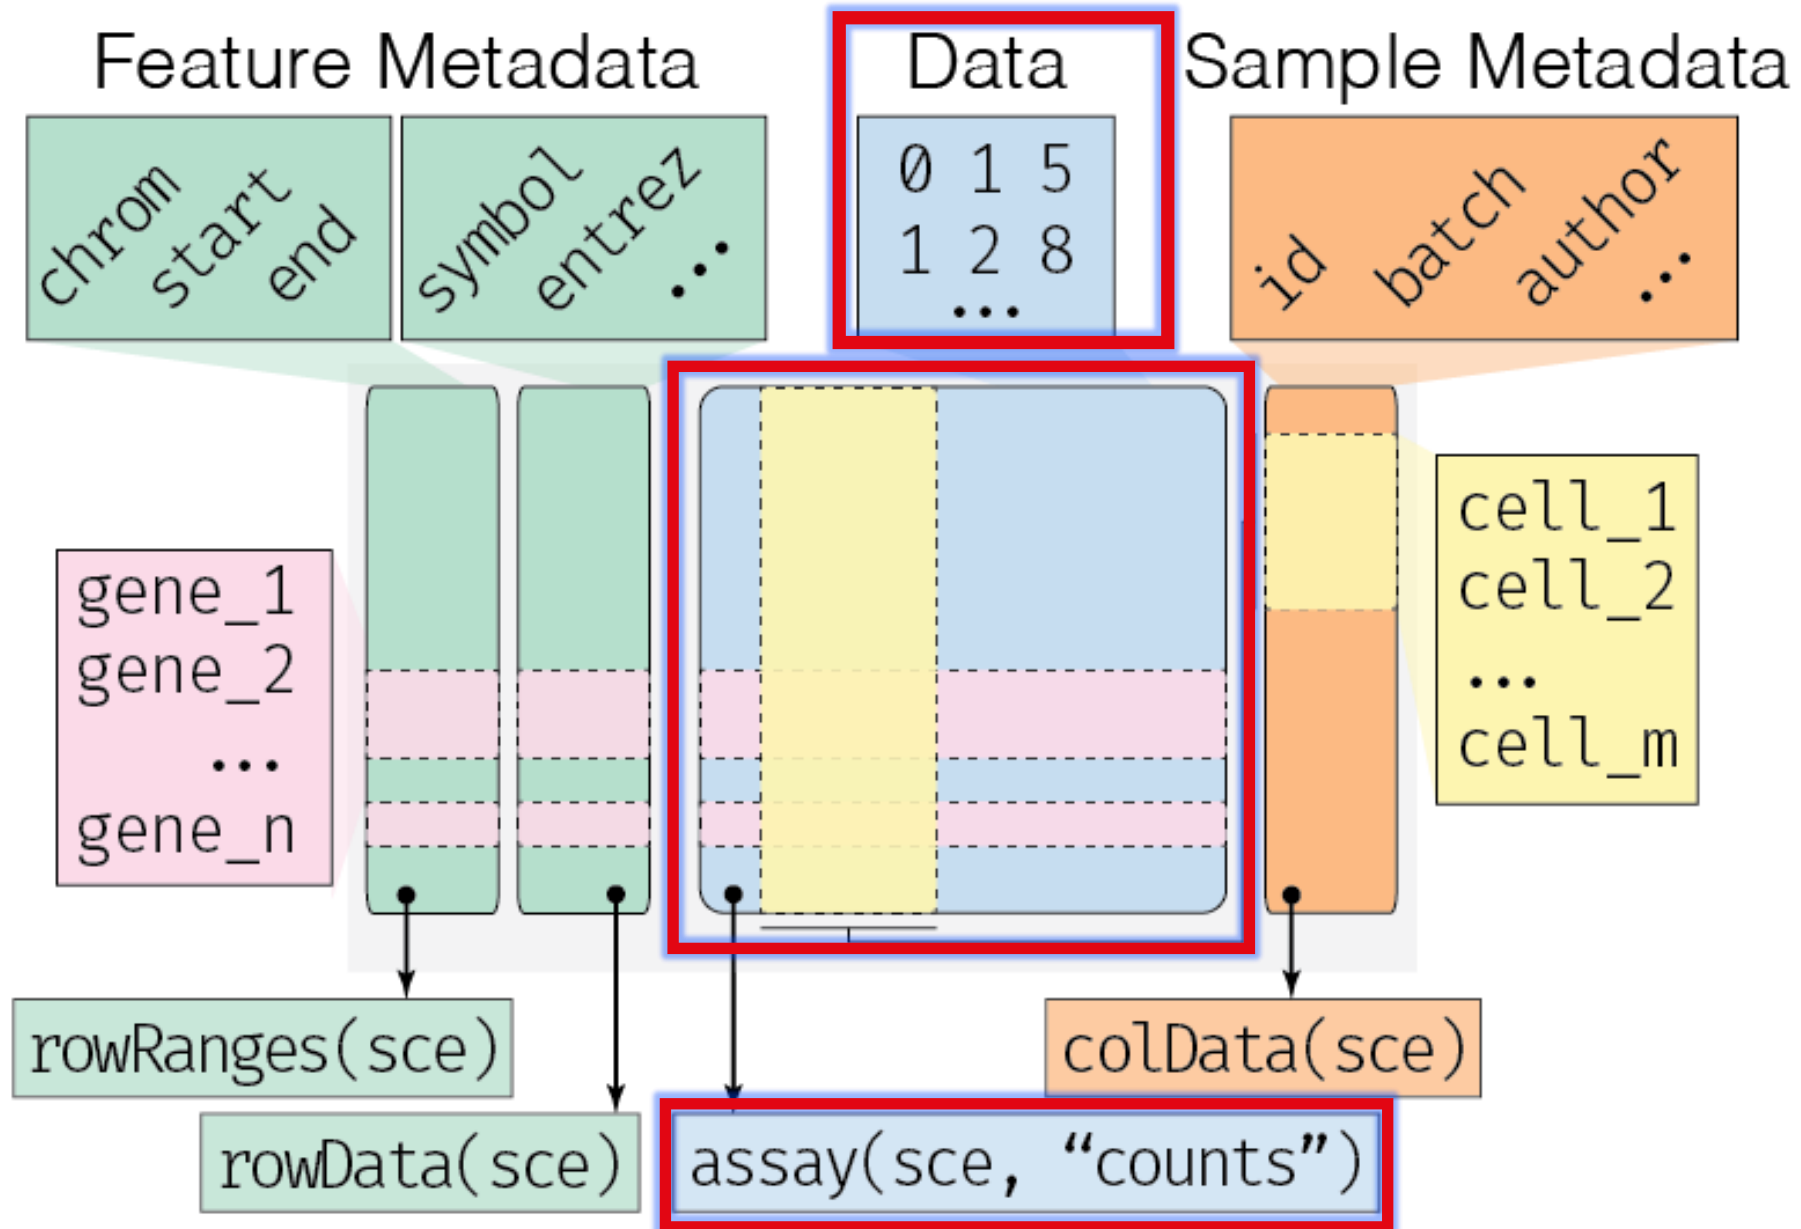 Feature Metadata
Data
Sample Metadata
chrom
start
end
symbol
entrez
...
0 1 5
1 2 8
...
id
batch
author
...
gene_1
gene_2
...
gene_n
cell_1
cell_2
...
cell_m
rowRanges(sce)
colData(sce)
rowData(sce)
assay(sce, “counts”)